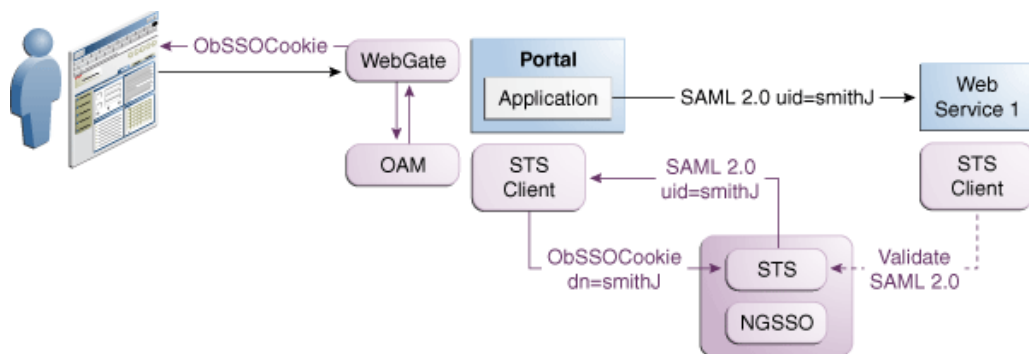 ObSSOCookie
WebGate
OAM
Portal
Application
SAML 2.0 uid=smithJ
Web
Service 1
STS
Client
SAML 2.0
uid=smithJ
STS
Client
ObSSOCookie
dn=smithJ
STS
NGSSO
Validate
SAML 2.0